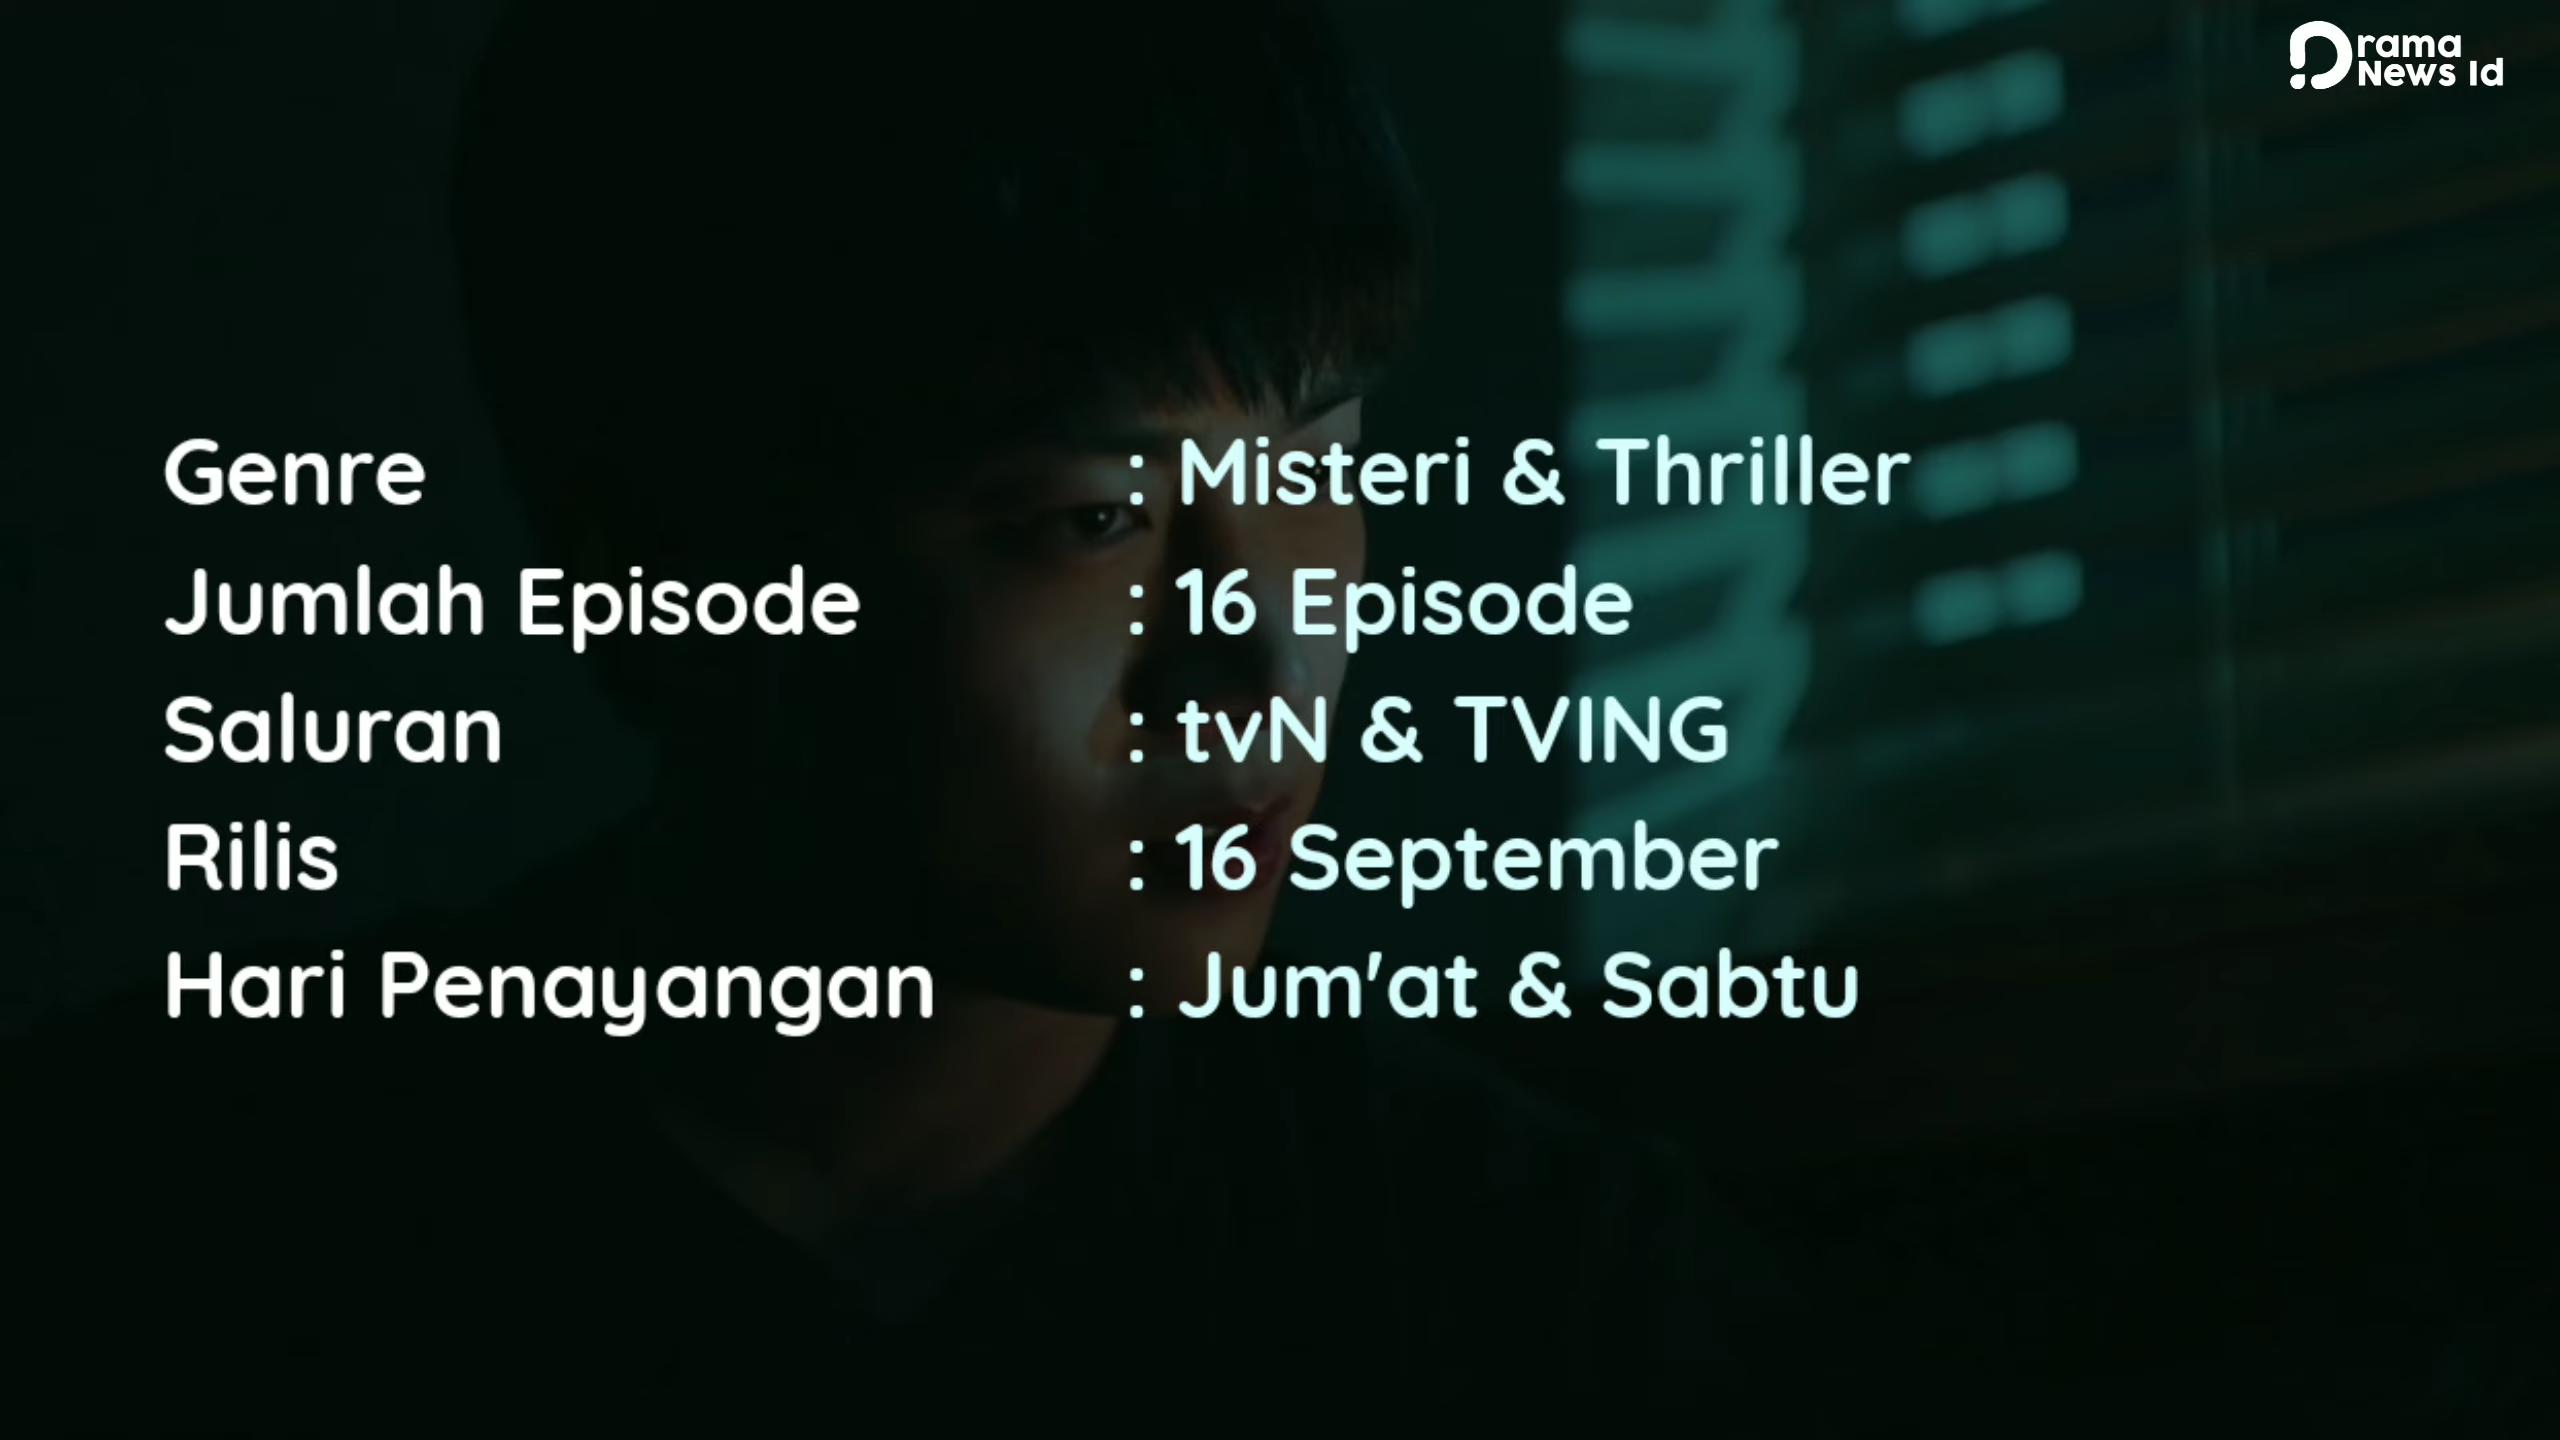 Drama
News Id
Genre : Misteri & Thriller
Jumlah Episode : 16 Episode
Saluran : tvN & TVING
Rilis : 16 September
Hari Penayangan : Jum'at & Sabtu